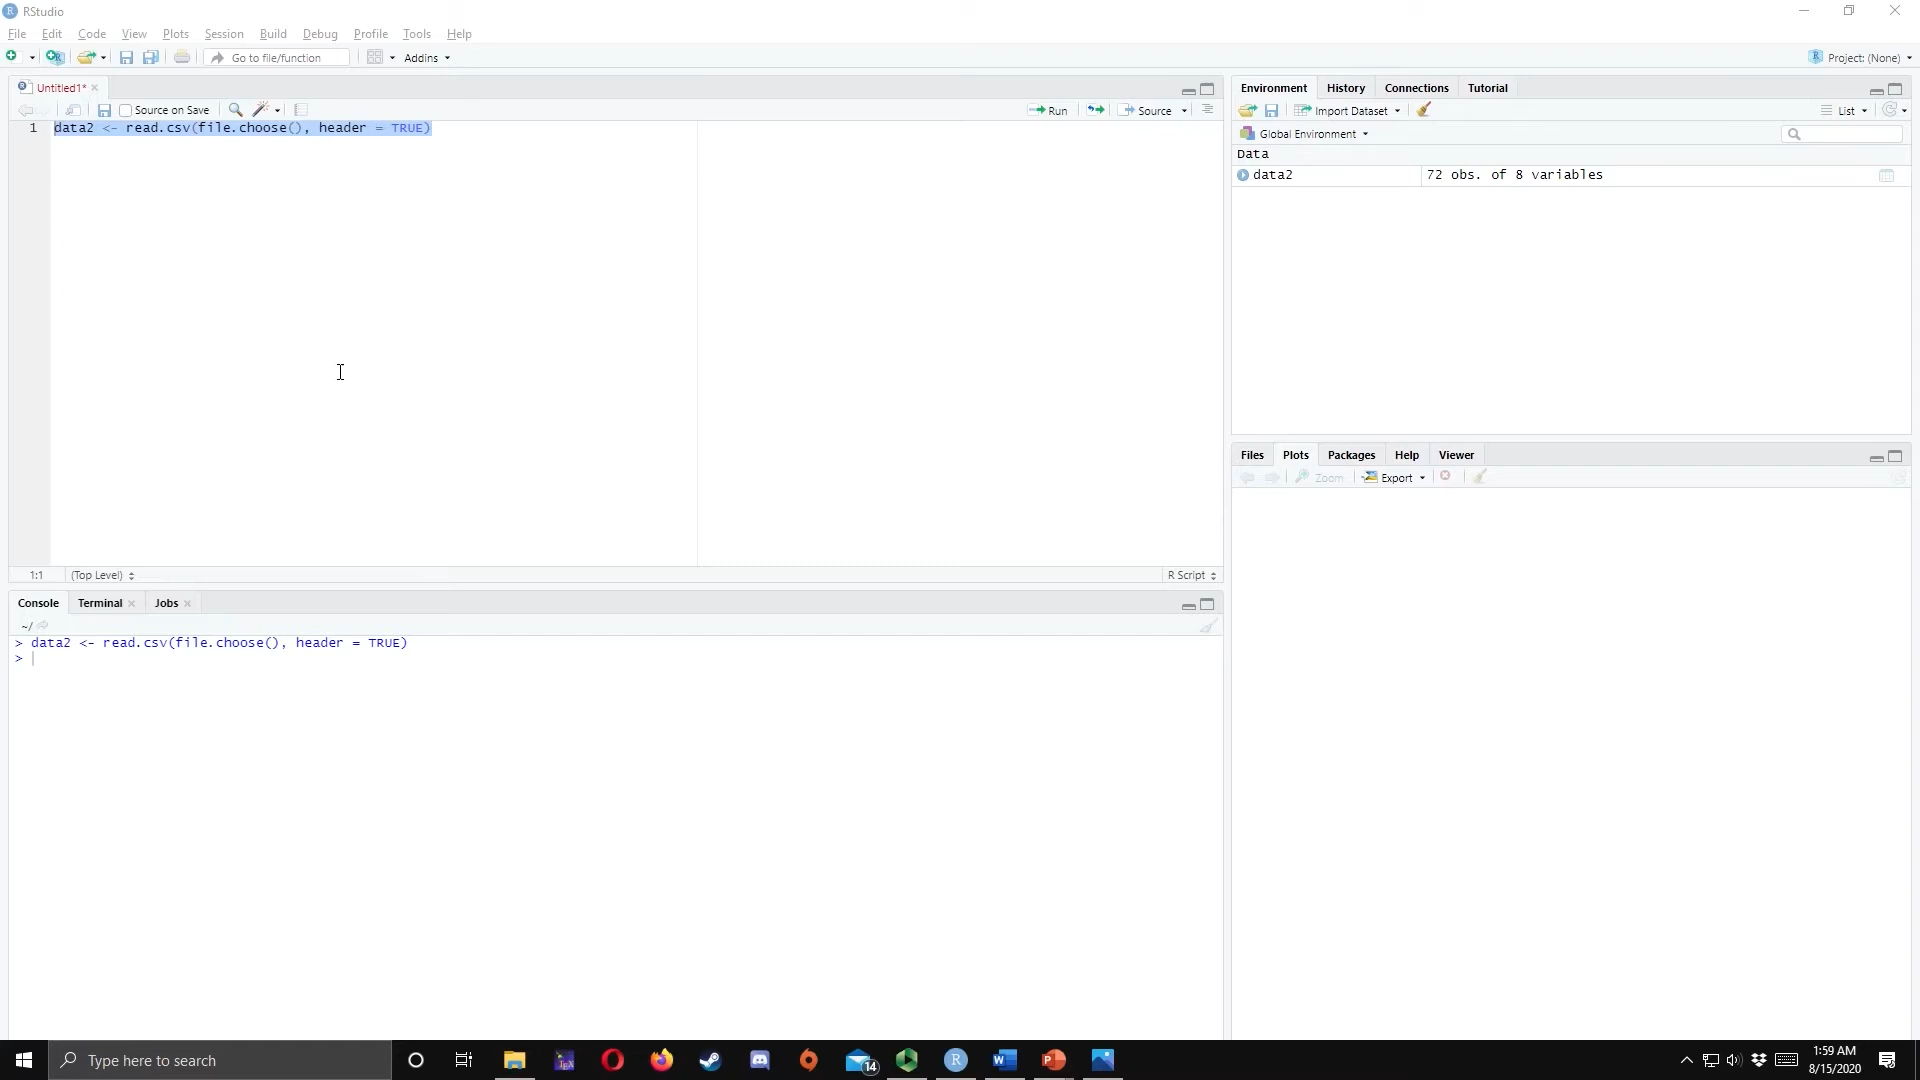 RStudio
File Edit Code View Plots Session Build Debug Profile Tools Help
Go to file/function Addins Project: (None)
Untitled1*
Source on Save Run Source
1 data2 <- read.csv(file.choose(), header = TRUE)
1:1 (Top Level) R Script
Console Terminal Jobs
~/
> data2 <- read.csv(file.choose(), header = TRUE)
>
Environment History Connections Tutorial
Import Dataset List
Global Environment
Data
data2 72 obs. of 8 variables
Files Plots Packages Help Viewer
Zoom Export
Type here to search
14
1:59 AM
8/15/2020